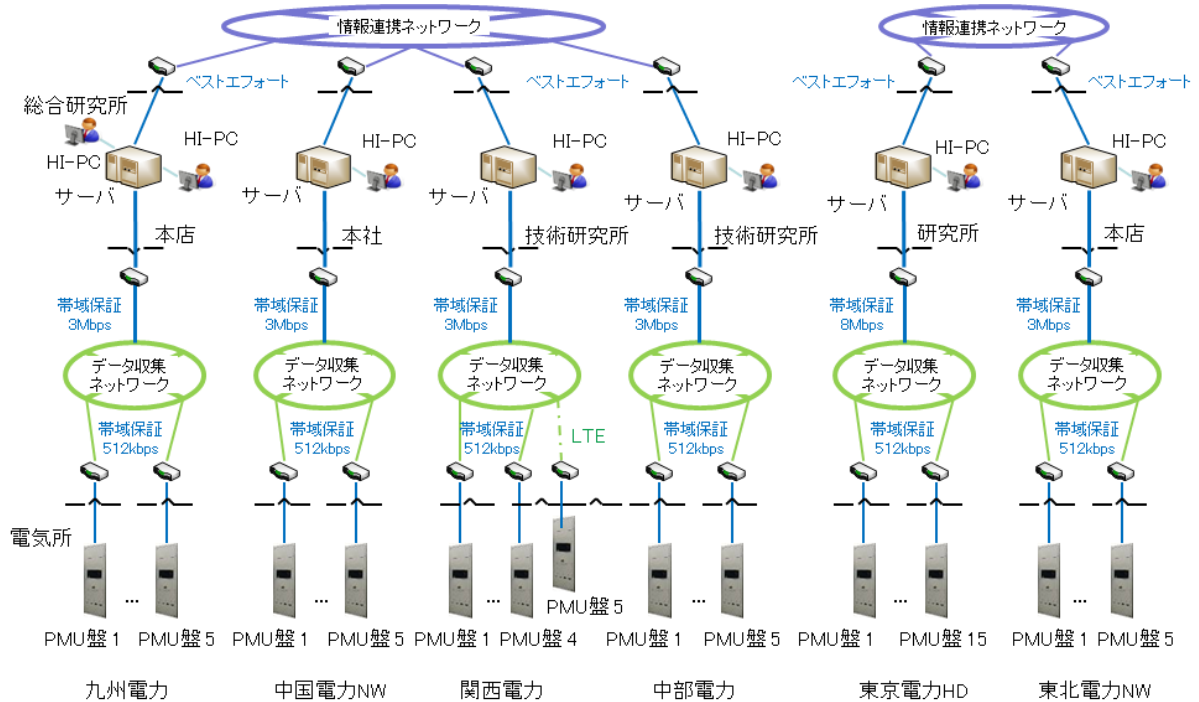 情報連携ネットワーク
情報連携ネットワーク
ベストエフォート
ベストエフォート
ベストエフォート
ベストエフォート
ベストエフォート
総合研究所
HI-PC
HI-PC
HI-PC
HI-PC
HI-PC
HI-PC
HI-PC
サーバ
サーバ
サーバ
サーバ
サーバ
サーバ
本店
本社
技術研究所
技術研究所
研究所
本店
帯域保証
3Mbps
帯域保証
3Mbps
帯域保証
3Mbps
帯域保証
3Mbps
帯域保証
8Mbps
帯域保証
3Mbps
データ収集
ネットワーク
データ収集
ネットワーク
データ収集
ネットワーク
データ収集
ネットワーク
データ収集
ネットワーク
データ収集
ネットワーク
帯域保証
512kbps
帯域保証
512kbps
帯域保証
512kbps
LTE
帯域保証
512kbps
帯域保証
512kbps
帯域保証
512kbps
電気所
...
...
...
...
...
...
PMU盤5
PMU盤1
PMU盤5
PMU盤1
PMU盤5
PMU盤1
PMU盤4
PMU盤1
PMU盤5
PMU盤1
PMU盤15
PMU盤1
PMU盤5
九州電力
中国電力NW
関西電力
中部電力
東京電力HD
東北電力NW